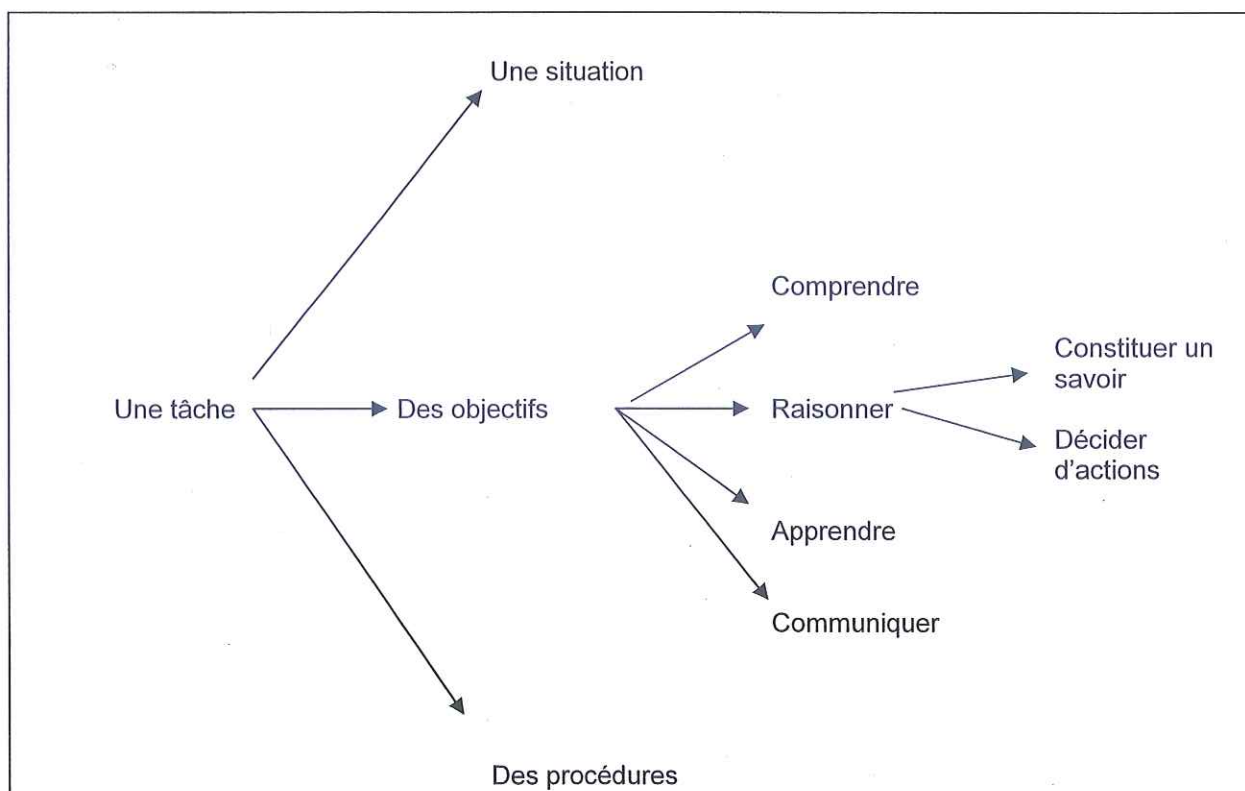 Une situation
Comprendre
Constituer un
savoir
Une tâche
Des objectifs
Raisonner
Décider
d'actions
Apprendre
Communiquer
Des procédures